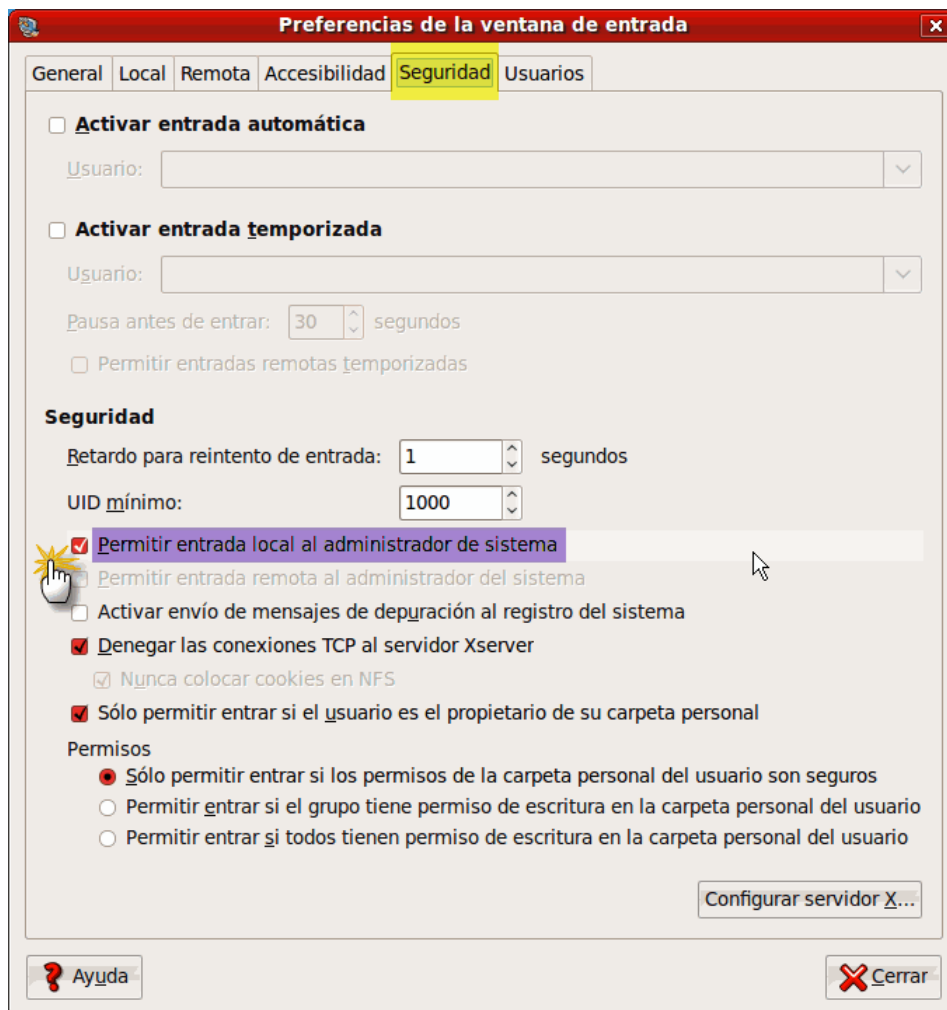 Preferencias de la ventana de entrada
General Local Remota Accesibilidad Seguridad Usuarios
Activar entrada automática
Usuario:
Activar entrada temporizada
Usuario:
Pausa antes de entrar: 30 segundos
Permitir entradas remotas temporizadas
Seguridad
Retardo para reintento de entrada: 1 segundos
UID mínimo: 1000
Permitir entrada local al administrador de sistema
Permitir entrada remota al administrador del sistema
Activar envío de mensajes de depuración al registro del sistema
Denegar las conexiones TCP al servidor Xserver
Nunca colocar cookies en NFS
Sólo permitir entrar si el usuario es el propietario de su carpeta personal
Permisos
Sólo permitir entrar si los permisos de la carpeta personal del usuario son seguros
Permitir entrar si el grupo tiene permiso de escritura en la carpeta personal del usuario
Permitir entrar si todos tienen permiso de escritura en la carpeta personal del usuario
Configurar servidor X...
Ayuda Cerrar